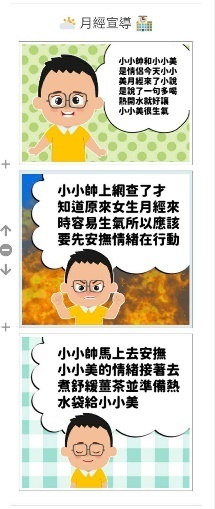 月經宣導
小小帥和小小美
是情侶今天小小
美月經來了小說
是說了一句多喝
熱開水就好讓
小小美很生氣
小小帥上網查了才
知道原來女生月經來
時容易生氣所以應該
要先安撫情緒在行動
小小帥馬上去安撫
小小美的情緒接著去
煮舒緩薑茶並準備熱
水袋給小小美